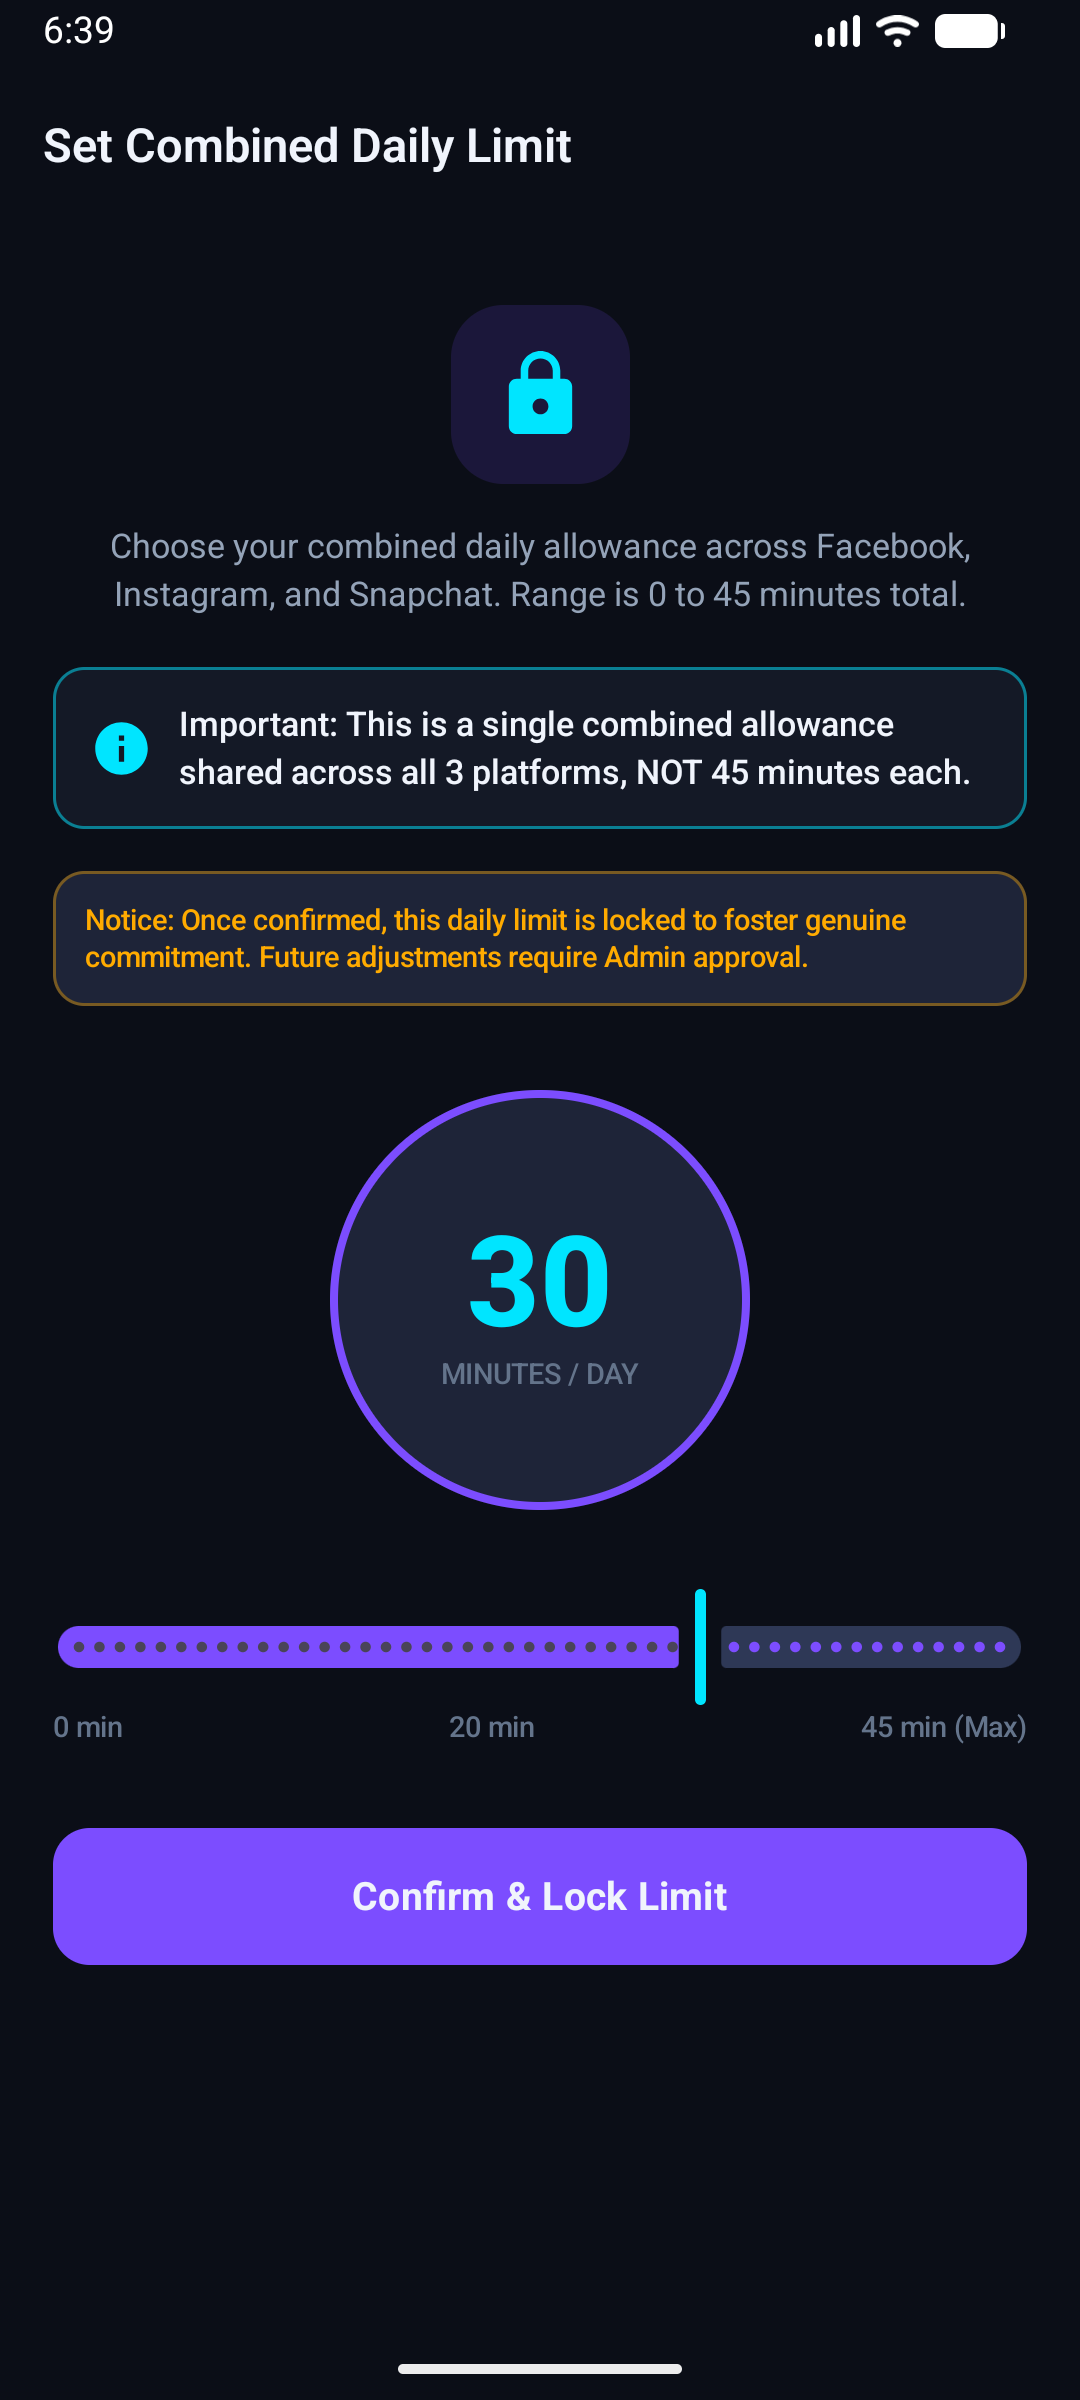 6:39
Set Combined Daily Limit
Choose your combined daily allowance across Facebook,
Instagram, and Snapchat. Range is 0 to 45 minutes total.
Important: This is a single combined allowance
shared across all 3 platforms, NOT 45 minutes each.
Notice: Once confirmed, this daily limit is locked to foster genuine
commitment. Future adjustments require Admin approval.
30
MINUTES / DAY
0 min 20 min 45 min (Max)
Confirm & Lock Limit